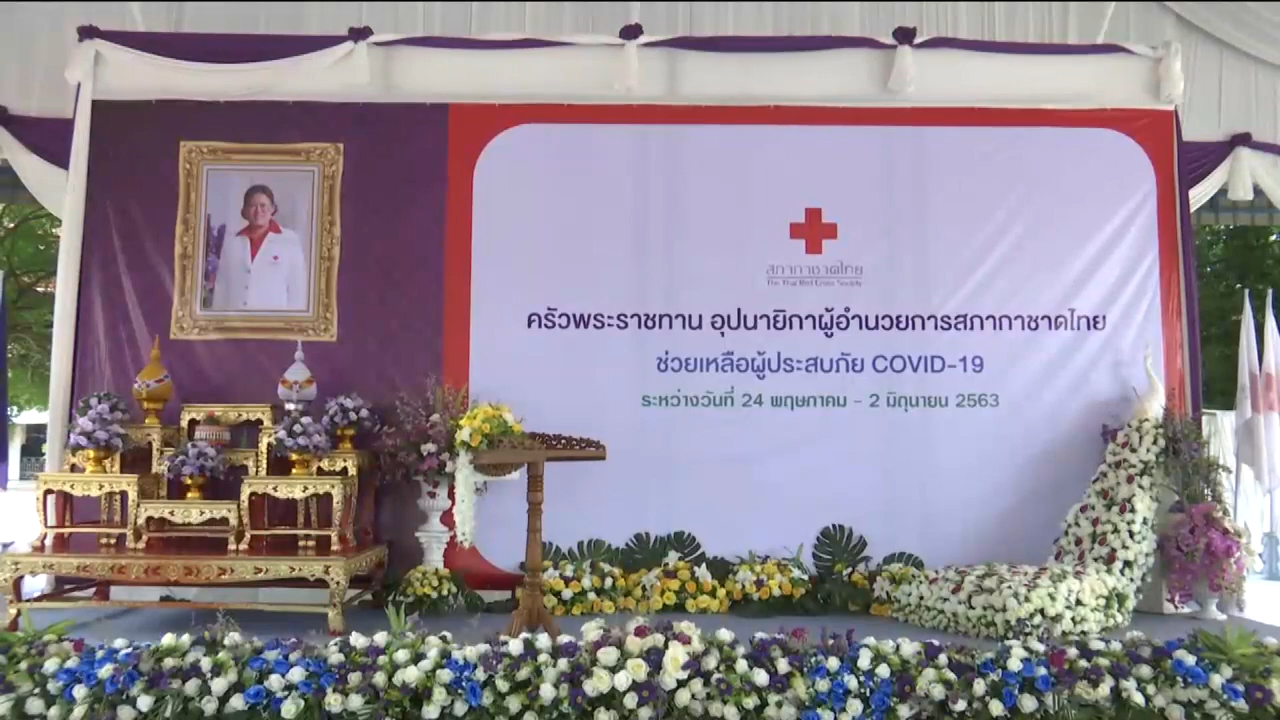 สภากาชาดไทย
The Thai Red Cross Society
ครัวพระราชทาน อุปนายิกาผู้อำนวยการสภากาชาดไทย
ช่วยเหลือผู้ประสบภัย COVID-19
ระหว่างวันที่ 24 พฤษภาคม - 2 มิถุนายน 2563